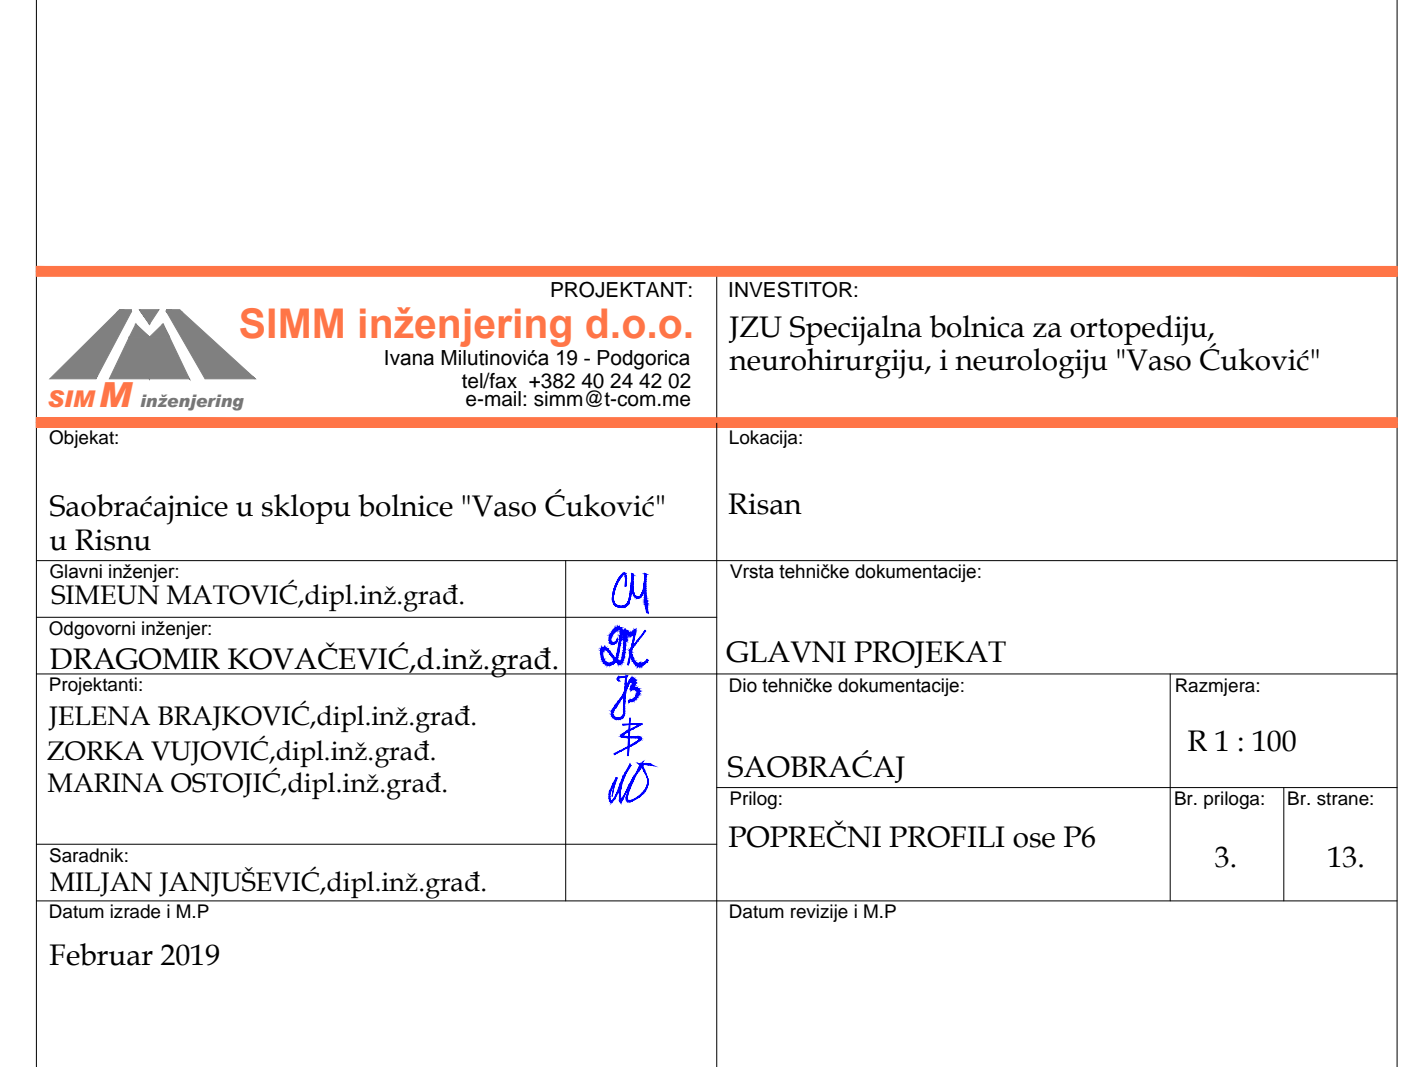 PROJEKTANT:
SIMM inženjering d.o.o.
Ivana Milutinovića 19 - Podgorica
tel/fax +382 40 24 42 02
e-mail: simm@t-com.me
SIMM inženjering
INVESTITOR:
JZU Specijalna bolnica za ortopediju,
neurohirurgiju, i neurologiju "Vaso Ćuković"
Objekat:
Saobraćajnice u sklopu bolnice "Vaso Ćuković"
u Risnu
Lokacija:
Risan
Glavni inženjer:
SIMEUN MATOVIĆ,dipl.inž.građ.
Odgovorni inženjer:
DRAGOMIR KOVAČEVIĆ,d.inž.građ.
Projektanti:
JELENA BRAJKOVIĆ,dipl.inž.građ.
ZORKA VUJOVIĆ,dipl.inž.građ.
MARINA OSTOJIĆ,dipl.inž.građ.
Saradnik:
MILJAN JANJUŠEVIĆ,dipl.inž.građ.
Datum izrade i M.P
Februar 2019
Vrsta tehničke dokumentacije:
GLAVNI PROJEKAT
Dio tehničke dokumentacije:
SAOBRAĆAJ
Razmjera:
R 1 : 100
Prilog:
POPREČNI PROFILI ose P6
Br. priloga:
3.
Br. strane:
13.
Datum revizije i M.P